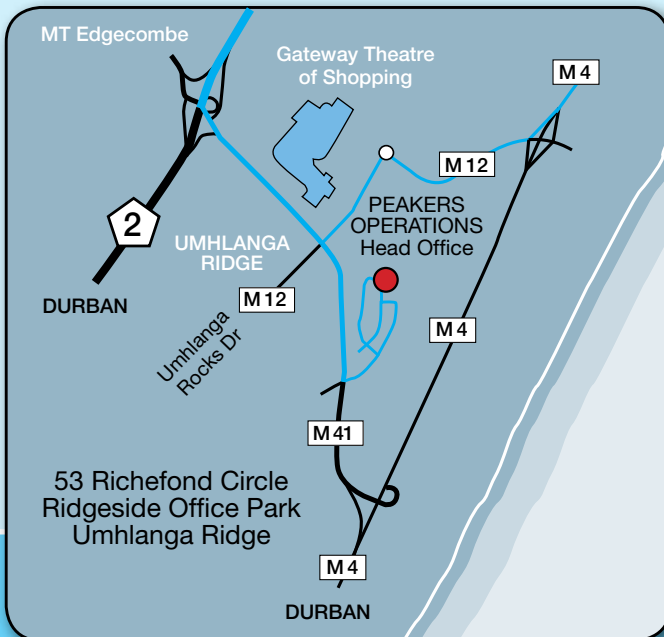 MT Edgecombe
Gateway Theatre
of Shopping
M 4
M 12
PEAKERS
OPERATIONS
Head Office
2
UMHLANGA
RIDGE
M 12
DURBAN
Umhlanga
Rocks Dr
M 4
M 41
53 Richefond Circle
Ridgeside Office Park
Umhlanga Ridge
M 4
DURBAN